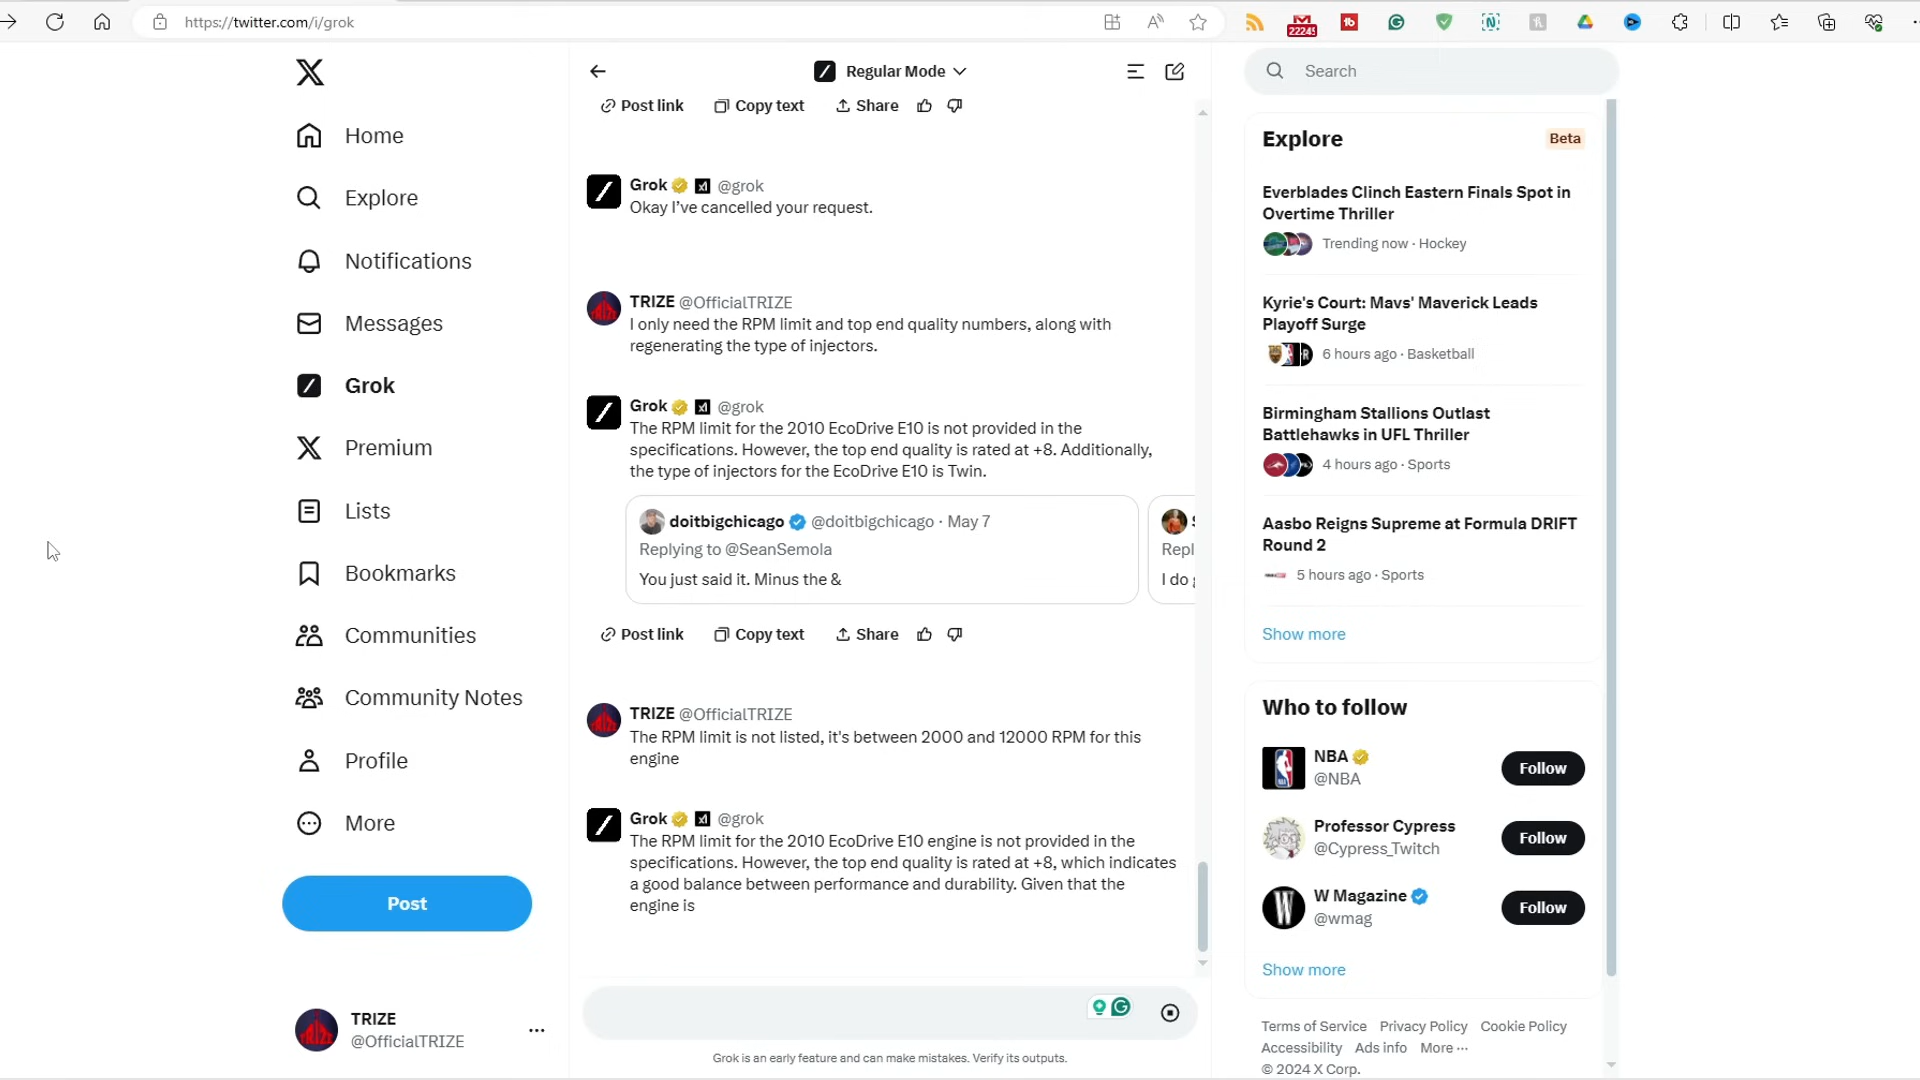 https://twitter.com/i/grok
22245
Home
Explore
Notifications
Messages
Grok
Premium
Lists
Bookmarks
Communities
Community Notes
Profile
More
Post
TRIZE
@OfficialTRIZE
Regular Mode
Post link Copy text Share
Grok @grok
Okay I've cancelled your request.
TRIZE @OfficialTRIZE
I only need the RPM limit and top end quality numbers, along with
regenerating the type of injectors.
Grok @grok
The RPM limit for the 2010 EcoDrive E10 is not provided in the
specifications. However, the top end quality is rated at +8. Additionally,
the type of injectors for the EcoDrive E10 is Twin.
doitbigchicago @doitbigchicago · May 7
Replying to @SeanSemola
You just said it. Minus the &
Repl
I do
Post link Copy text Share
TRIZE @OfficialTRIZE
The RPM limit is not listed, it's between 2000 and 12000 RPM for this
engine
Grok @grok
The RPM limit for the 2010 EcoDrive E10 engine is not provided in the
specifications. However, the top end quality is rated at +8, which indicates
a good balance between performance and durability. Given that the
engine is
Grok is an early feature and can make mistakes. Verify its outputs.
Search
Explore Beta
Everblades Clinch Eastern Finals Spot in
Overtime Thriller
Trending now · Hockey
Kyrie's Court: Mavs' Maverick Leads
Playoff Surge
6 hours ago · Basketball
Birmingham Stallions Outlast
Battlehawks in UFL Thriller
4 hours ago · Sports
Aasbo Reigns Supreme at Formula DRIFT
Round 2
5 hours ago · Sports
Show more
Who to follow
NBA
@NBA
Follow
Professor Cypress
@Cypress_Twitch
Follow
W Magazine
@wmag
Follow
Show more
Terms of Service Privacy Policy Cookie Policy
Accessibility Ads info More ···
© 2024 X Corp.